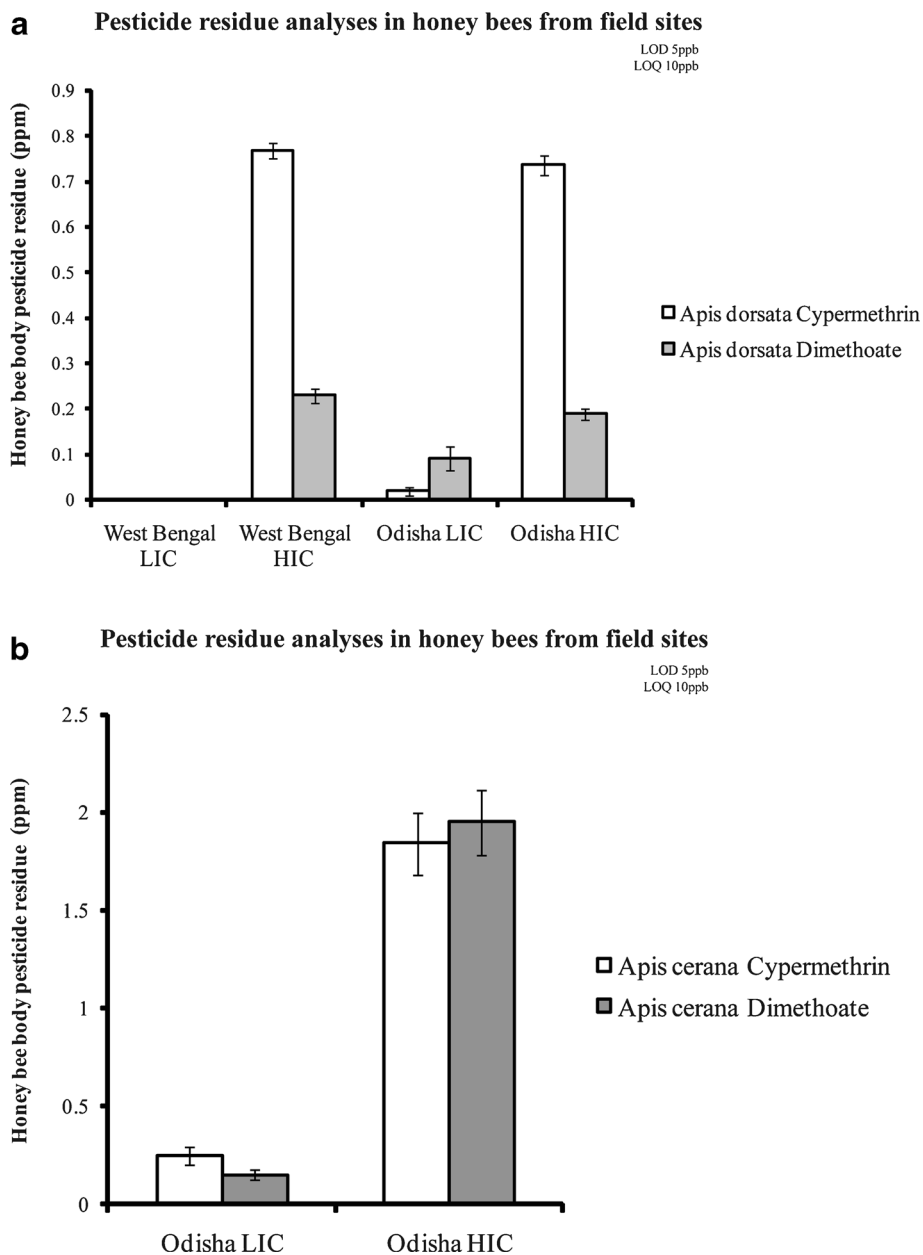 a
Pesticide residue analyses in honey bees from field sites
LOD 5ppb
LOQ 10ppb
Honey bee body pesticide residue (ppm)
0.9
0.8
0.7
0.6
0.5
0.4
0.3
0.2
0.1
0
West Bengal LIC
West Bengal HIC
Odisha LIC
Odisha HIC
Apis dorsata Cypermethrin
Apis dorsata Dimethoate
b
Pesticide residue analyses in honey bees from field sites
LOD 5ppb
LOQ 10ppb
Honey bee body pesticide residue (ppm)
2.5
2
1.5
1
0.5
0
Odisha LIC
Odisha HIC
Apis cerana Cypermethrin
Apis cerana Dimethoate